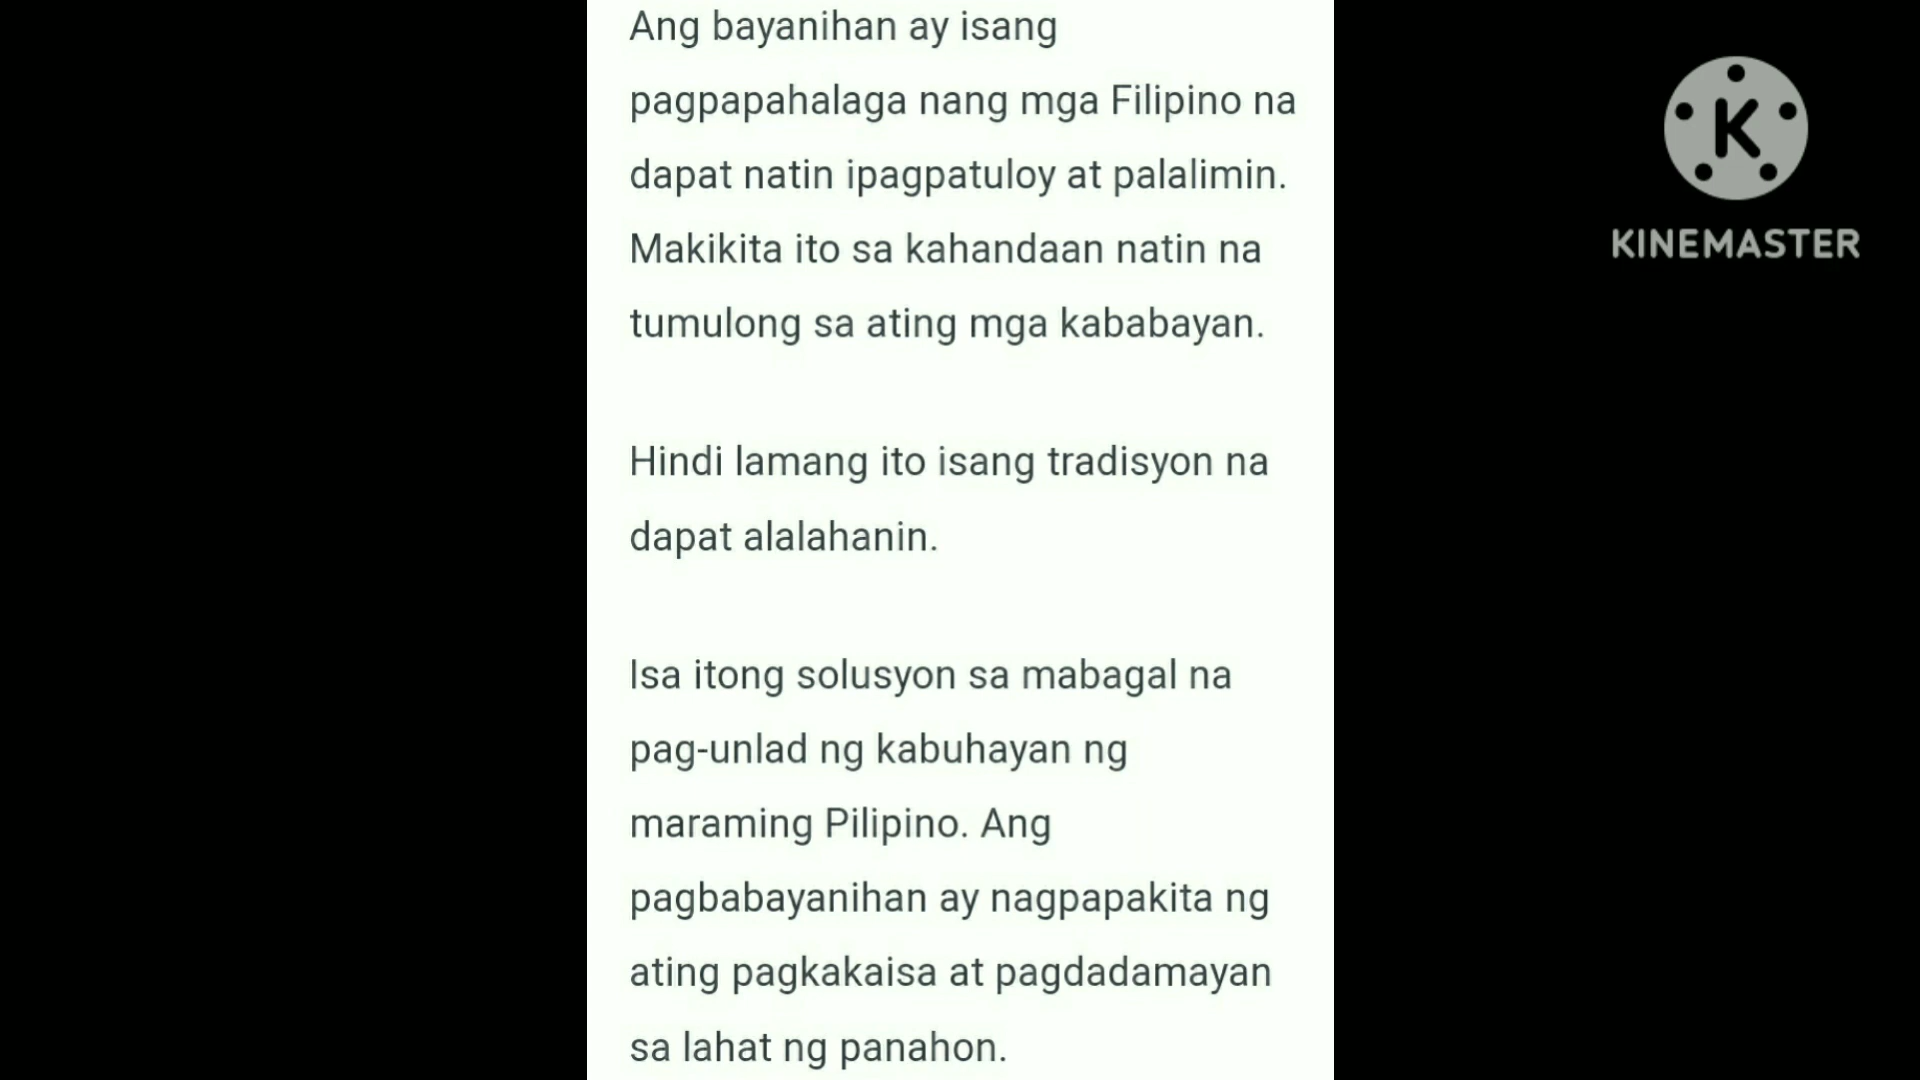 Ang bayanihan ay isang
pagpapahalaga nang mga Filipino na
dapat natin ipagpatuloy at palalimin.
Makikita ito sa kahandaan natin na
tumulong sa ating mga kababayan.
Hindi lamang ito isang tradisyon na
dapat alalahanin.
Isa itong solusyon sa mabagal na
pag-unlad ng kabuhayan ng
maraming Pilipino. Ang
pagbabayanihan ay nagpapakita ng
ating pagkakaisa at pagdadamayan
sa lahat ng panahon.
K
KINEMASTER